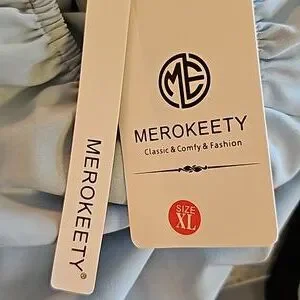 MEROKEETY®
ME
MEROKEETY
Classic & Comfy & Fashion
SIZE
XL